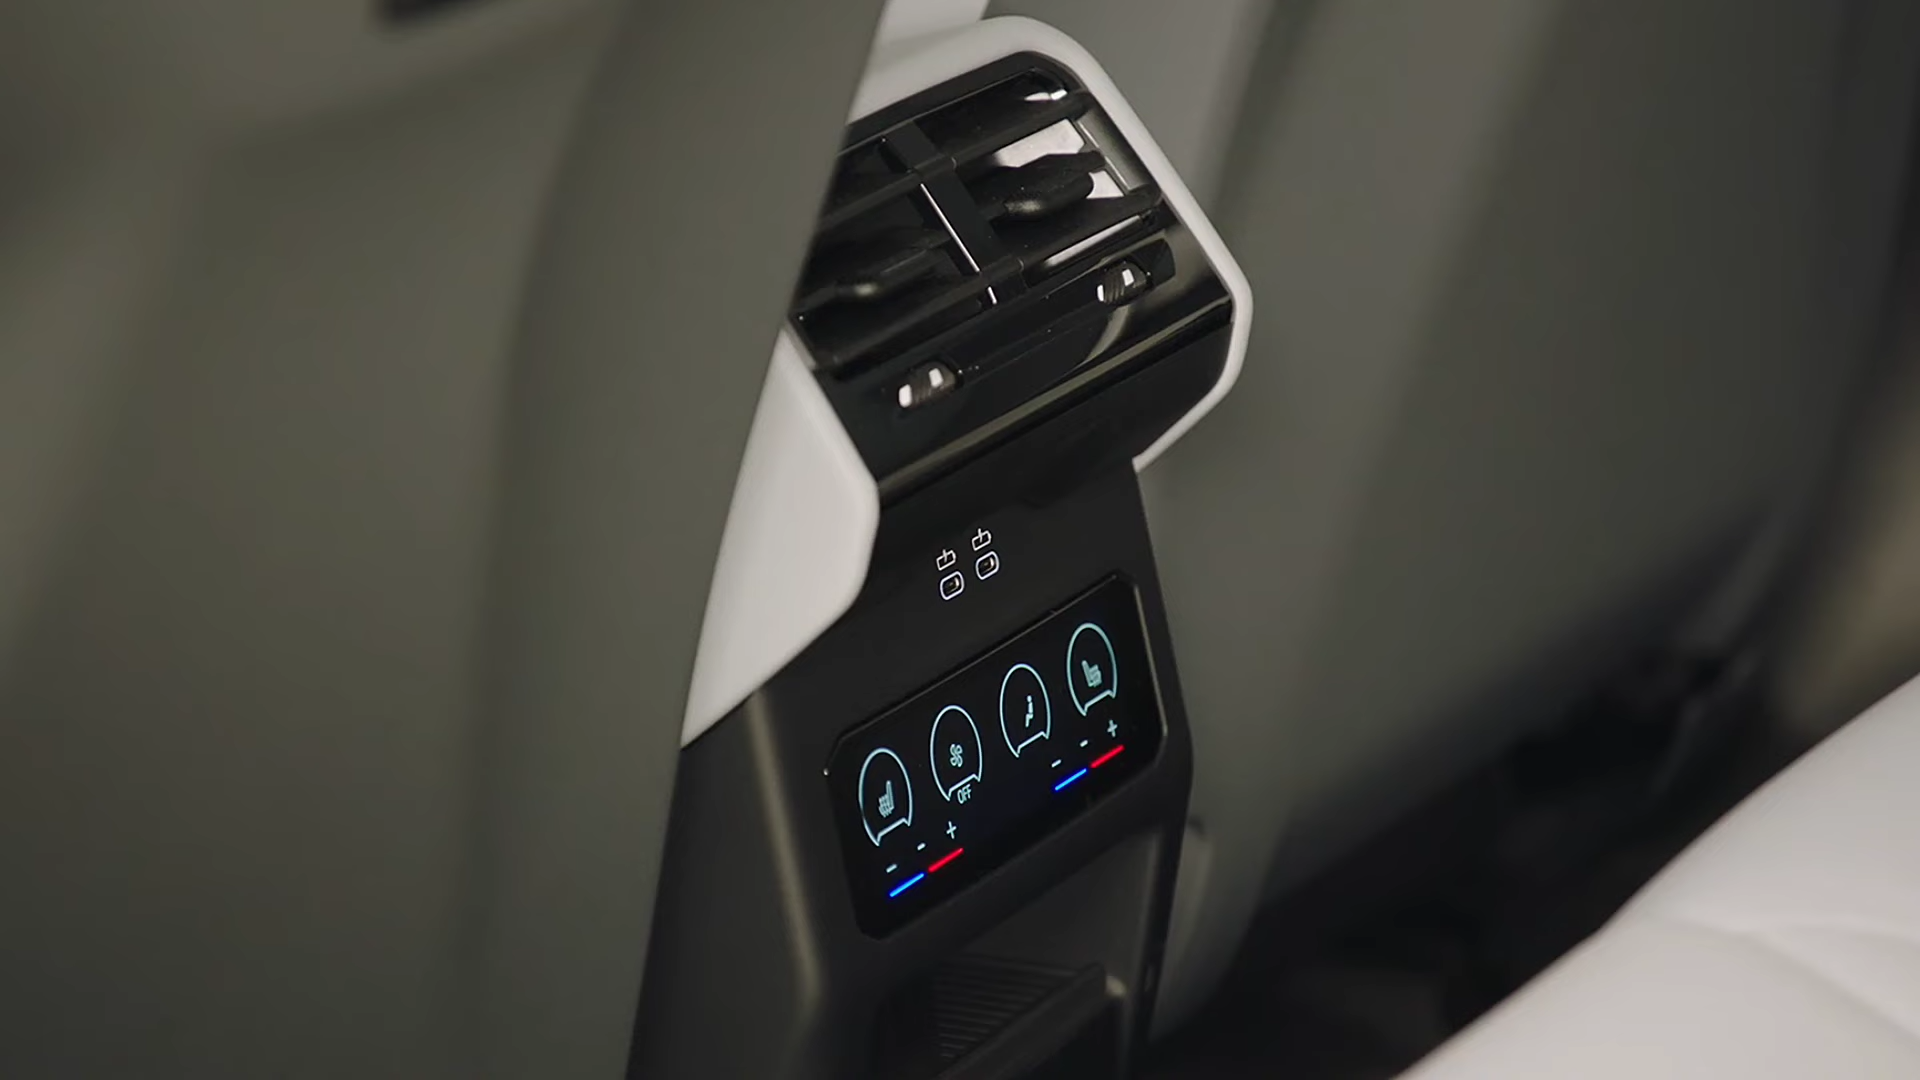 OFF
- - +
- - +